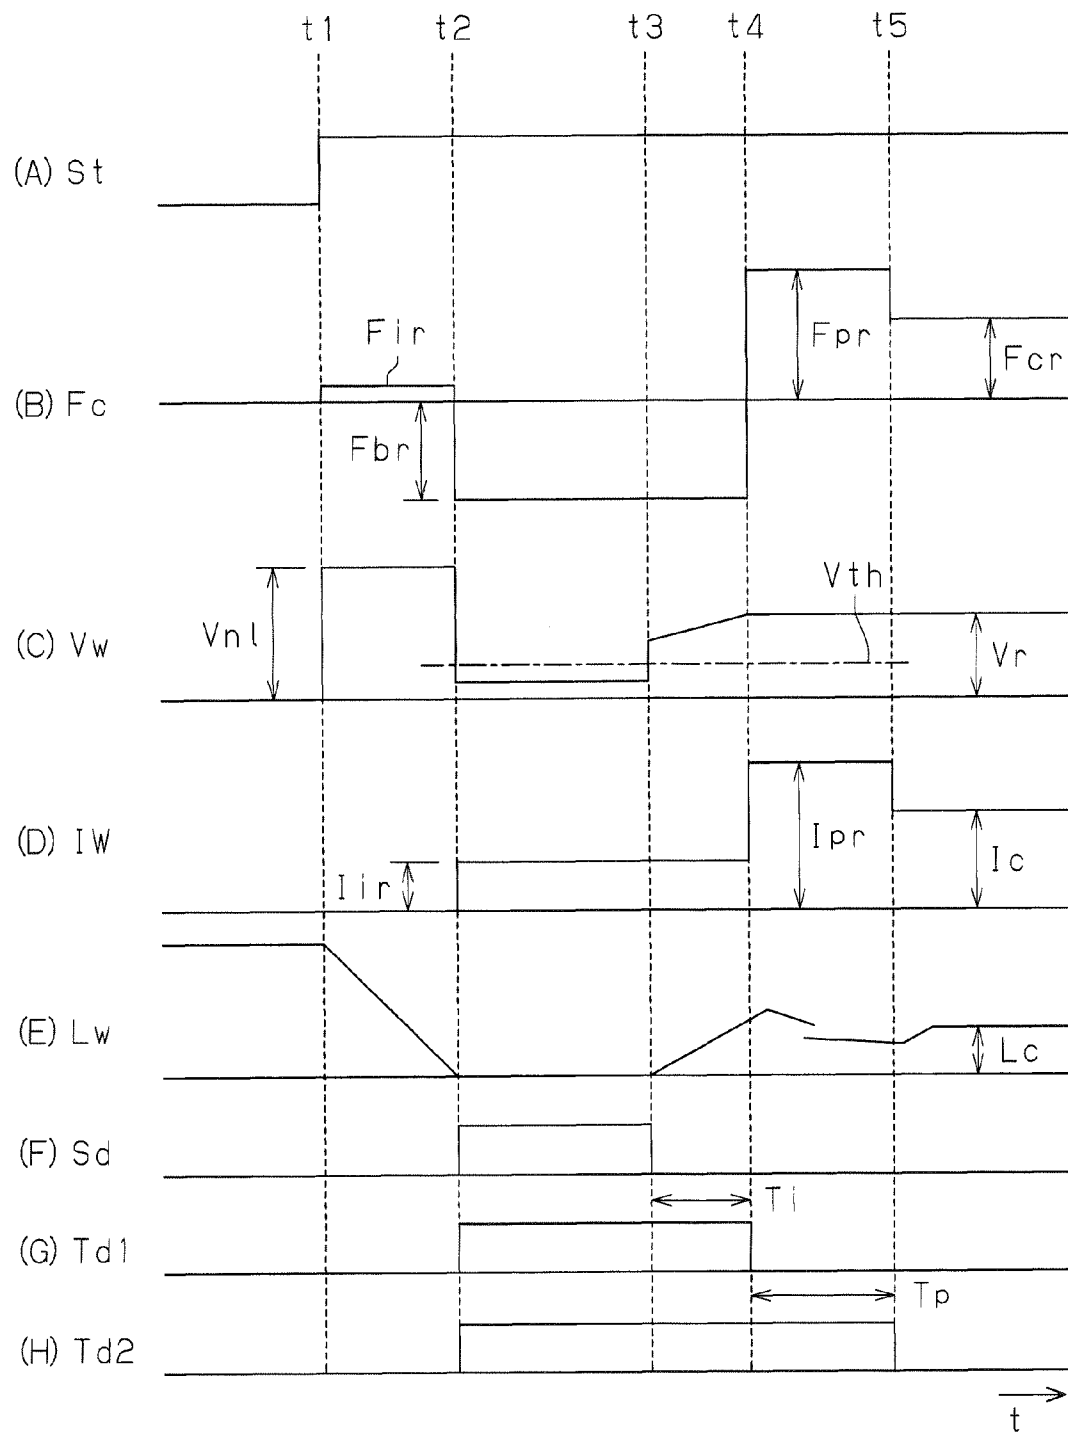 t1 t2 t3 t4 t5
(A) St
Fir
Fpr
Fcr
(B) Fc
Fbr
Vth
Vnl
(C) Vw
Vr
(D) Iw
Ipr
Iir
Ic
(E) Lw
Lc
(F) Sd
Ti
(G) Td1
Tp
(H) Td2
t